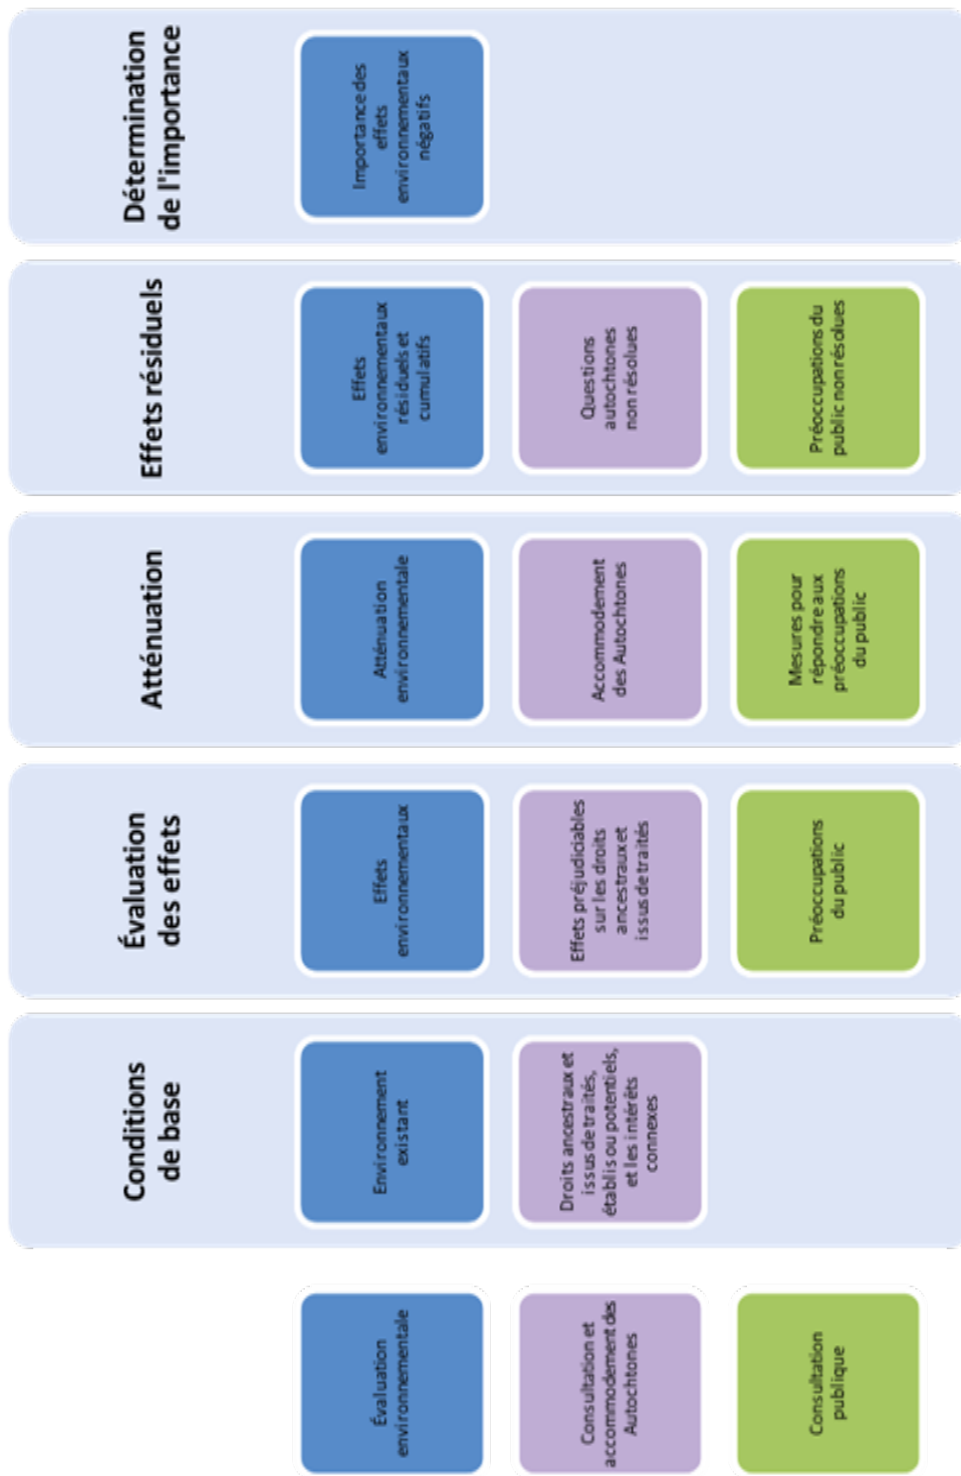 Conditions
de base
Évaluation
des effets
Atténuation
Effets résiduels
Détermination
de l'importance
Évaluation
environnementale
Environnement
existant
Effets
environnementaux
Atténuation
environnementale
Effets
environnementaux
résiduels et
cumulatifs
Importance des
effets
environnementaux
négatifs
Consultation et
accommodement des
Autochtones
Droits ancestraux et
issus de traités,
établis ou potentiels,
et les intérêts
connexes
Effets préjudiciables
sur les droits
ancestraux et
issus de traités
Accommodement
des Autochtones
Questions
autochtones
non résolues
Consultation
publique
Préoccupations
du public
Mesures pour
répondre aux
préoccupations
du public
Préoccupations du
public non résolues